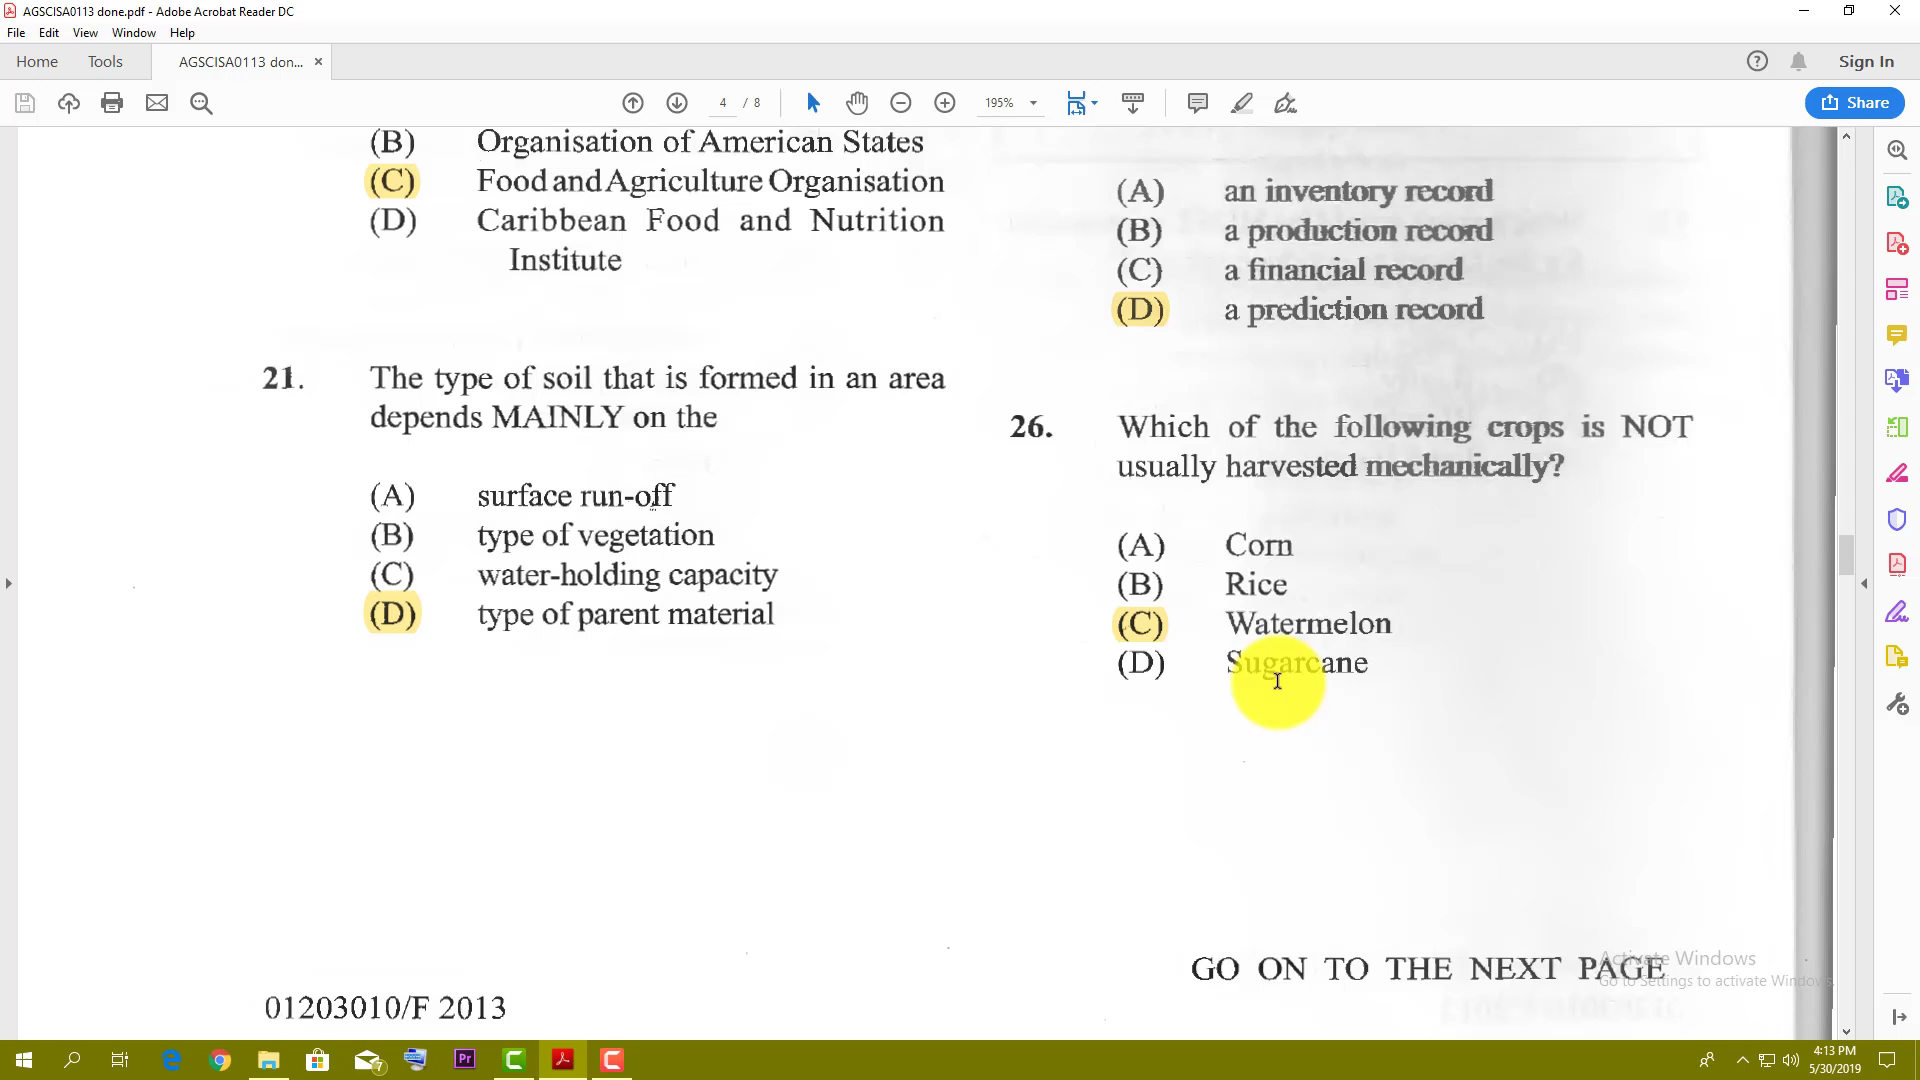 AGSCISA0113 done.pdf - Adobe Acrobat Reader DC
File Edit View Window Help
Home Tools AGSCISA0113 don... × Sign In
4 / 8 195% Share
(B) Organisation of American States
(C) Food and Agriculture Organisation
(D) Caribbean Food and Nutrition
Institute
21. The type of soil that is formed in an area
depends MAINLY on the
(A) surface run-off
(B) type of vegetation
(C) water-holding capacity
(D) type of parent material
(A) an inventory record
(B) a production record
(C) a financial record
(D) a prediction record
26. Which of the following crops is NOT
usually harvested mechanically?
(A) Corn
(B) Rice
(C) Watermelon
(D) Sugarcane
GO ON TO THE NEXT PAGE
01203010/F 2013
Activate Windows
Go to Settings to activate Windows.
7 Pr
4:13 PM
5/30/2019